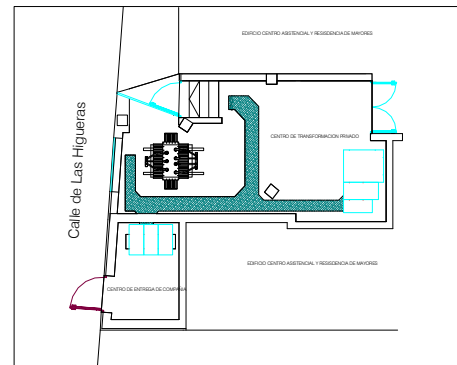 EDIFICIO CENTRO ASISTENCIAL Y RESISDENCIA DE MAYORES
Calle de Las Higueras
CENTRO DE TRANSFORMACION PRIVADO
EDIFICIO CENTRO ASISTENCIAL Y RESIDENCIA DE MAYORES
CENTRO DE ENTREGA DE COMPAÑIA